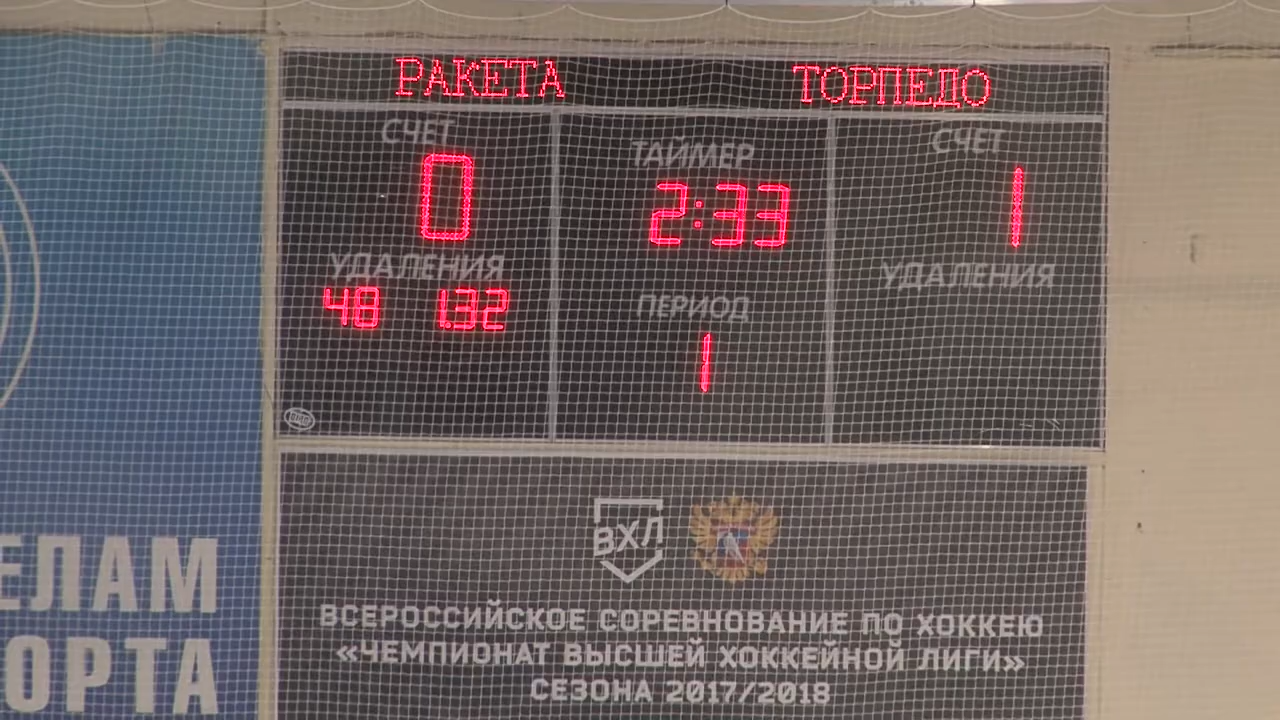 РАКЕТА ТОРПЕДО
СЧЕТ ТАЙМЕР СЧЕТ
0 2:33 1
УДАЛЕНИЯ ПЕРИОД УДАЛЕНИЯ
48 1.32 1
ВХЛ
ВСЕРОССИЙСКОЕ СОРЕВНОВАНИЕ ПО ХОККЕЮ
«ЧЕМПИОНАТ ВЫСШЕЙ ХОККЕЙНОЙ ЛИГИ»
СЕЗОНА 2017/2018
ЕЛАМ
ОРТА